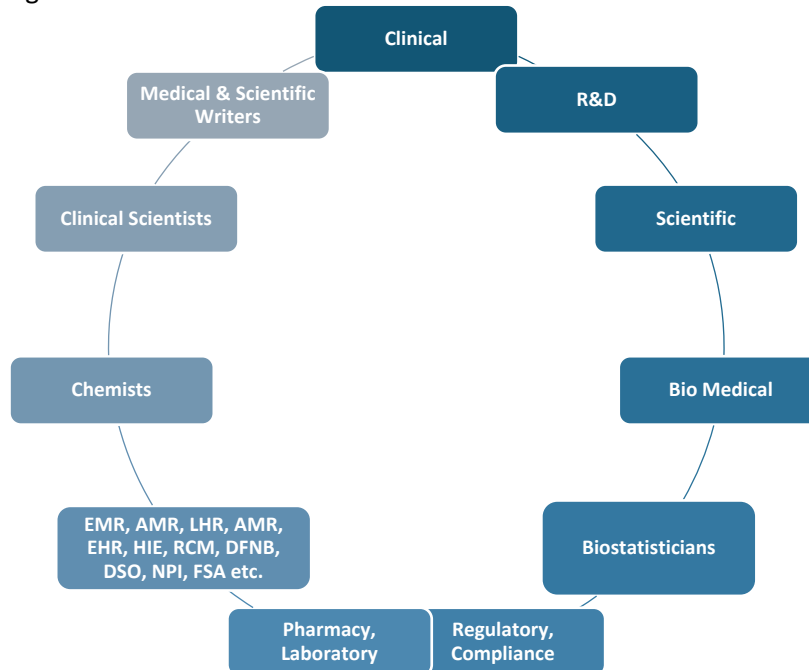 Clinical
R&D
Scientific
Bio Medical
Biostatisticians
Regulatory,
Compliance
Pharmacy,
Laboratory
EMR, AMR, LHR, AMR,
EHR, HIE, RCM, DFNB,
DSO, NPI, FSA etc.
Chemists
Clinical Scientists
Medical & Scientific
Writers